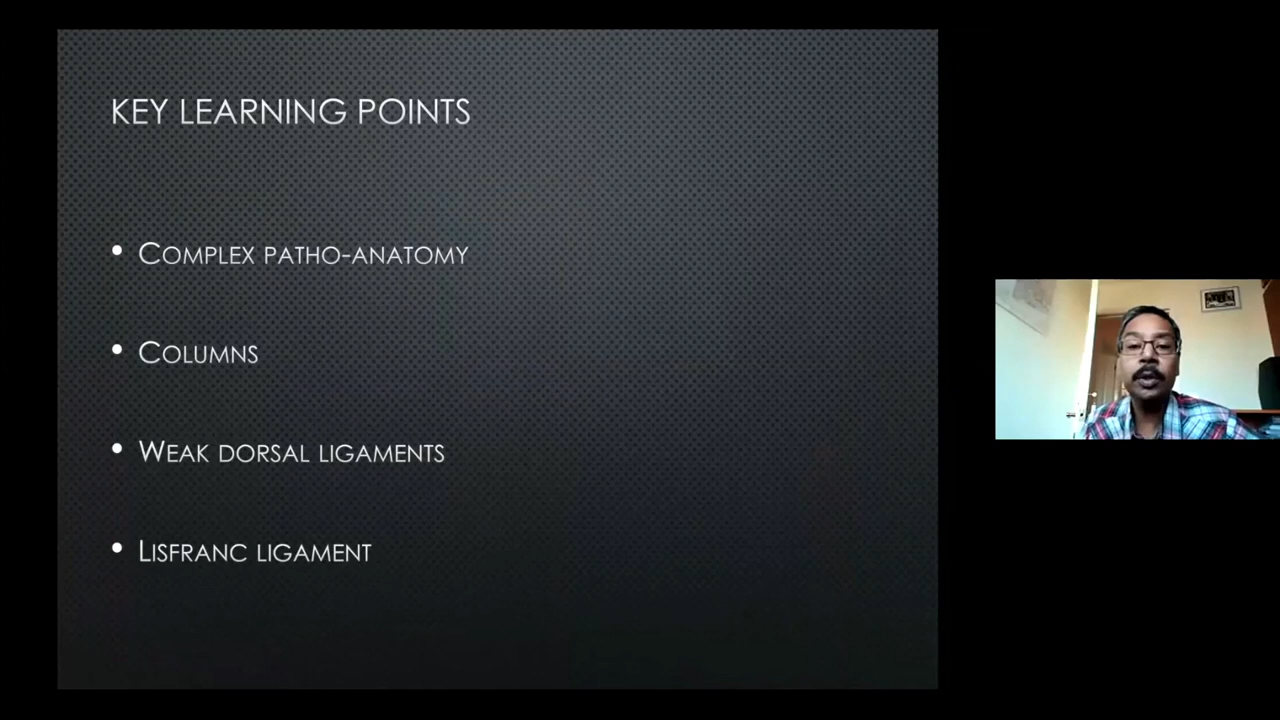 KEY LEARNING POINTS
• COMPLEX PATHO-ANATOMY
• COLUMNS
• WEAK DORSAL LIGAMENTS
• LISFRANC LIGAMENT